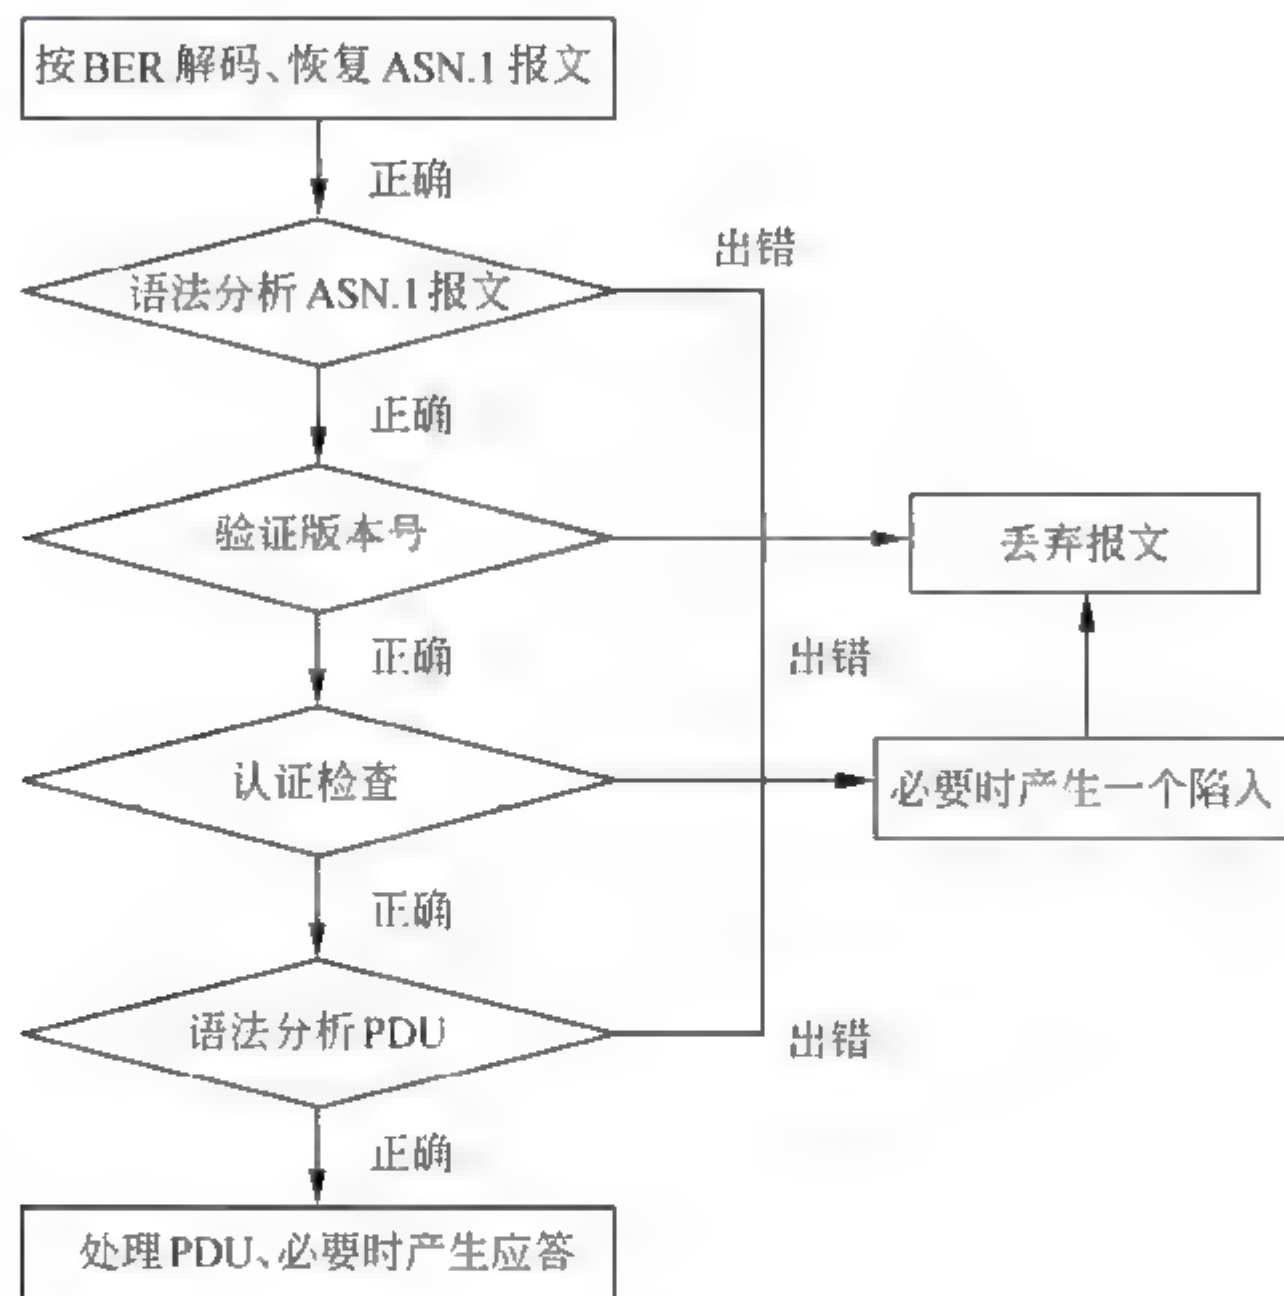 按BER解码、恢复ASN.1报文
正确
出错
语法分析ASN.1报文
正确
验证版本号
丢弃报文
正确
出错
认证检查
必要时产生一个陷入
正确
语法分析PDU
出错
正确
处理PDU、必要时产生应答